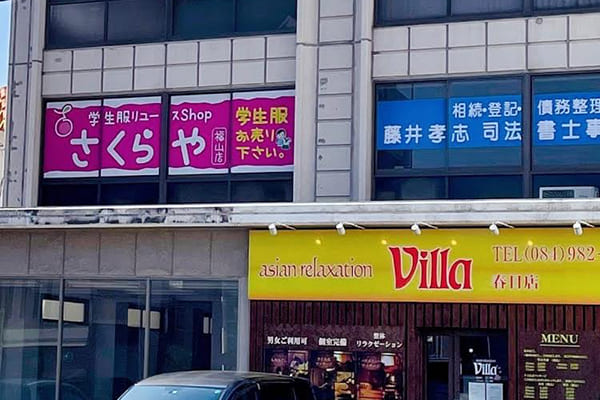 学生服リユースShop
さくらや
福山店
学生服
お売り
下さい。
相続・登記・債務整理
藤井孝志 司法書士事
asian relaxation Villa
TEL(084)982-
春日店
男女ご利用可
個室完備
整体
リラクゼーション
Villa
MENU